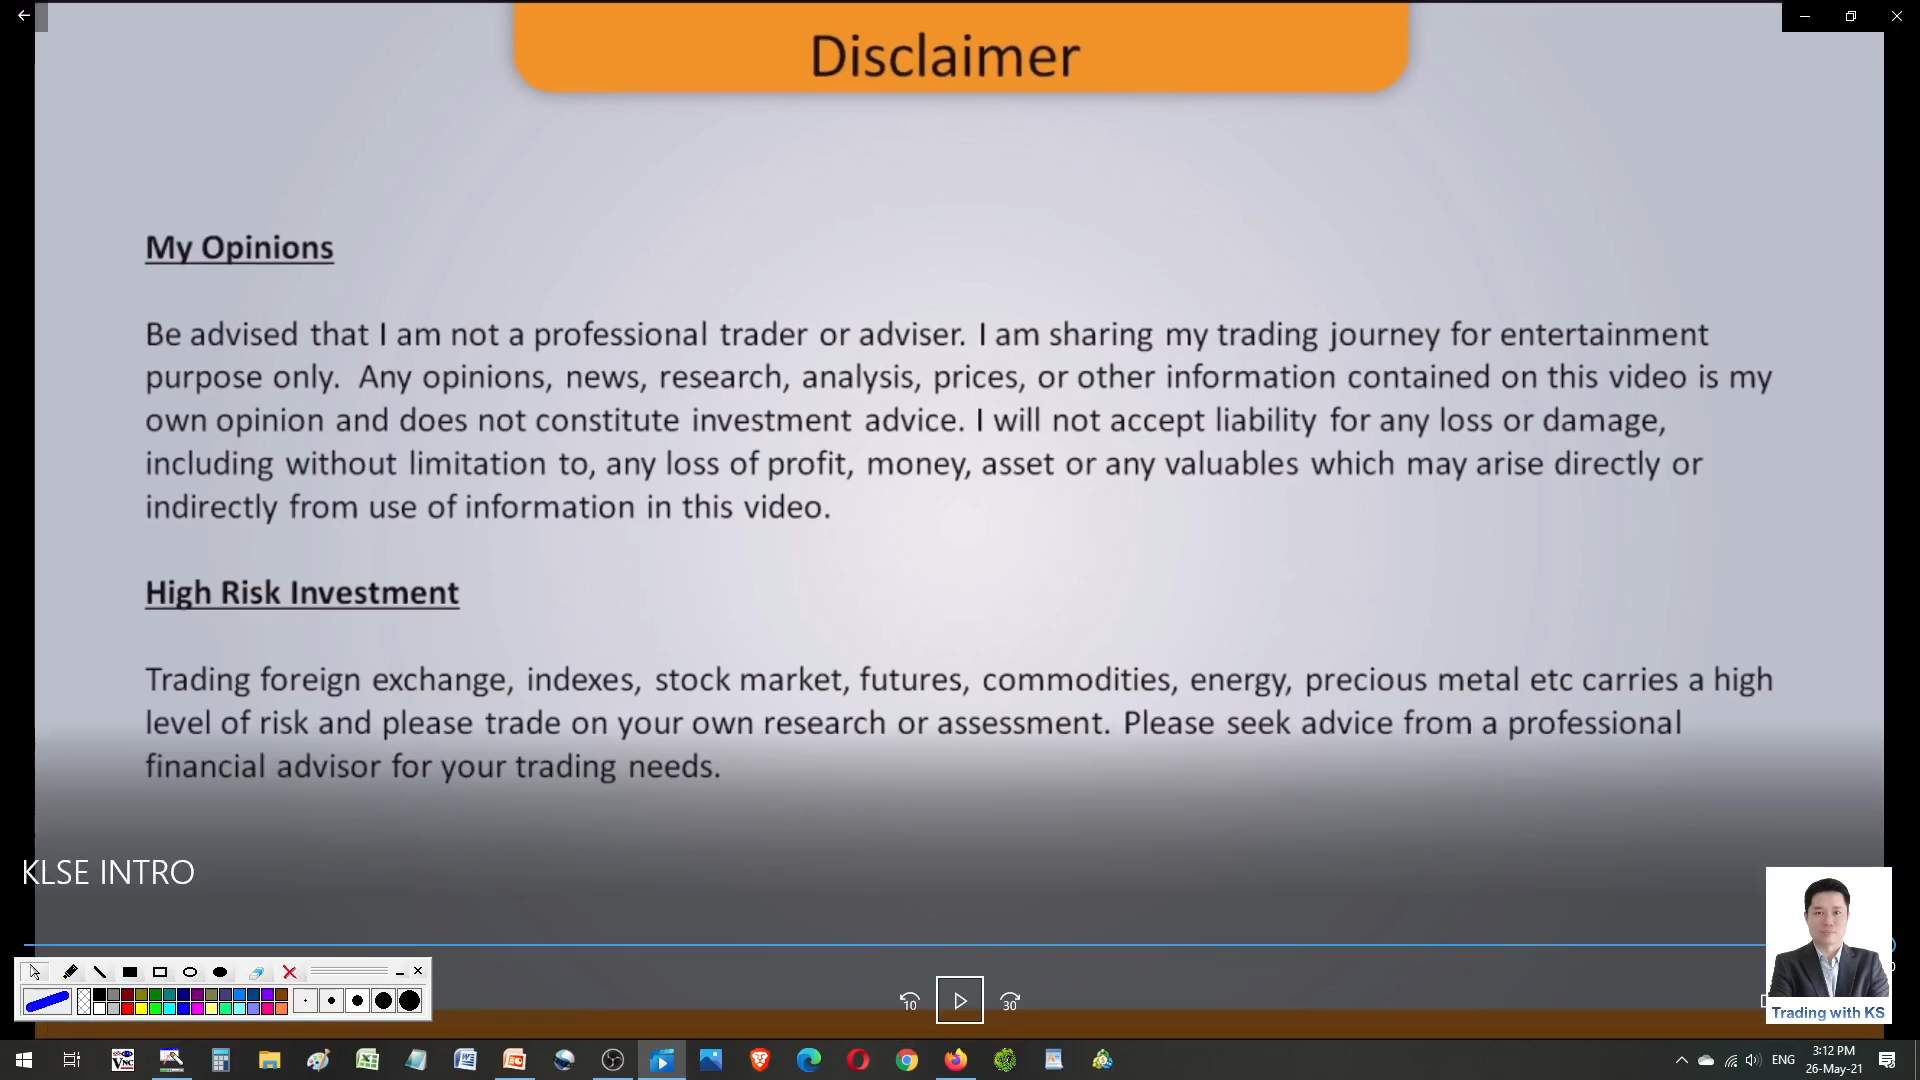 Disclaimer
My Opinions
Be advised that I am not a professional trader or adviser. I am sharing my trading journey for entertainment
purpose only.  Any opinions, news, research, analysis, prices, or other information contained on this video is my
own opinion and does not constitute investment advice. I will not accept liability for any loss or damage,
including without limitation to, any loss of profit, money, asset or any valuables which may arise directly or
indirectly from use of information in this video.
High Risk Investment
Trading foreign exchange, indexes, stock market, futures, commodities, energy, precious metal etc carries a high
level of risk and please trade on your own research or assessment. Please seek advice from a professional
financial advisor for your trading needs.
KLSE INTRO
10
30
Trading with KS
ENG
3:12 PM
26-May-21